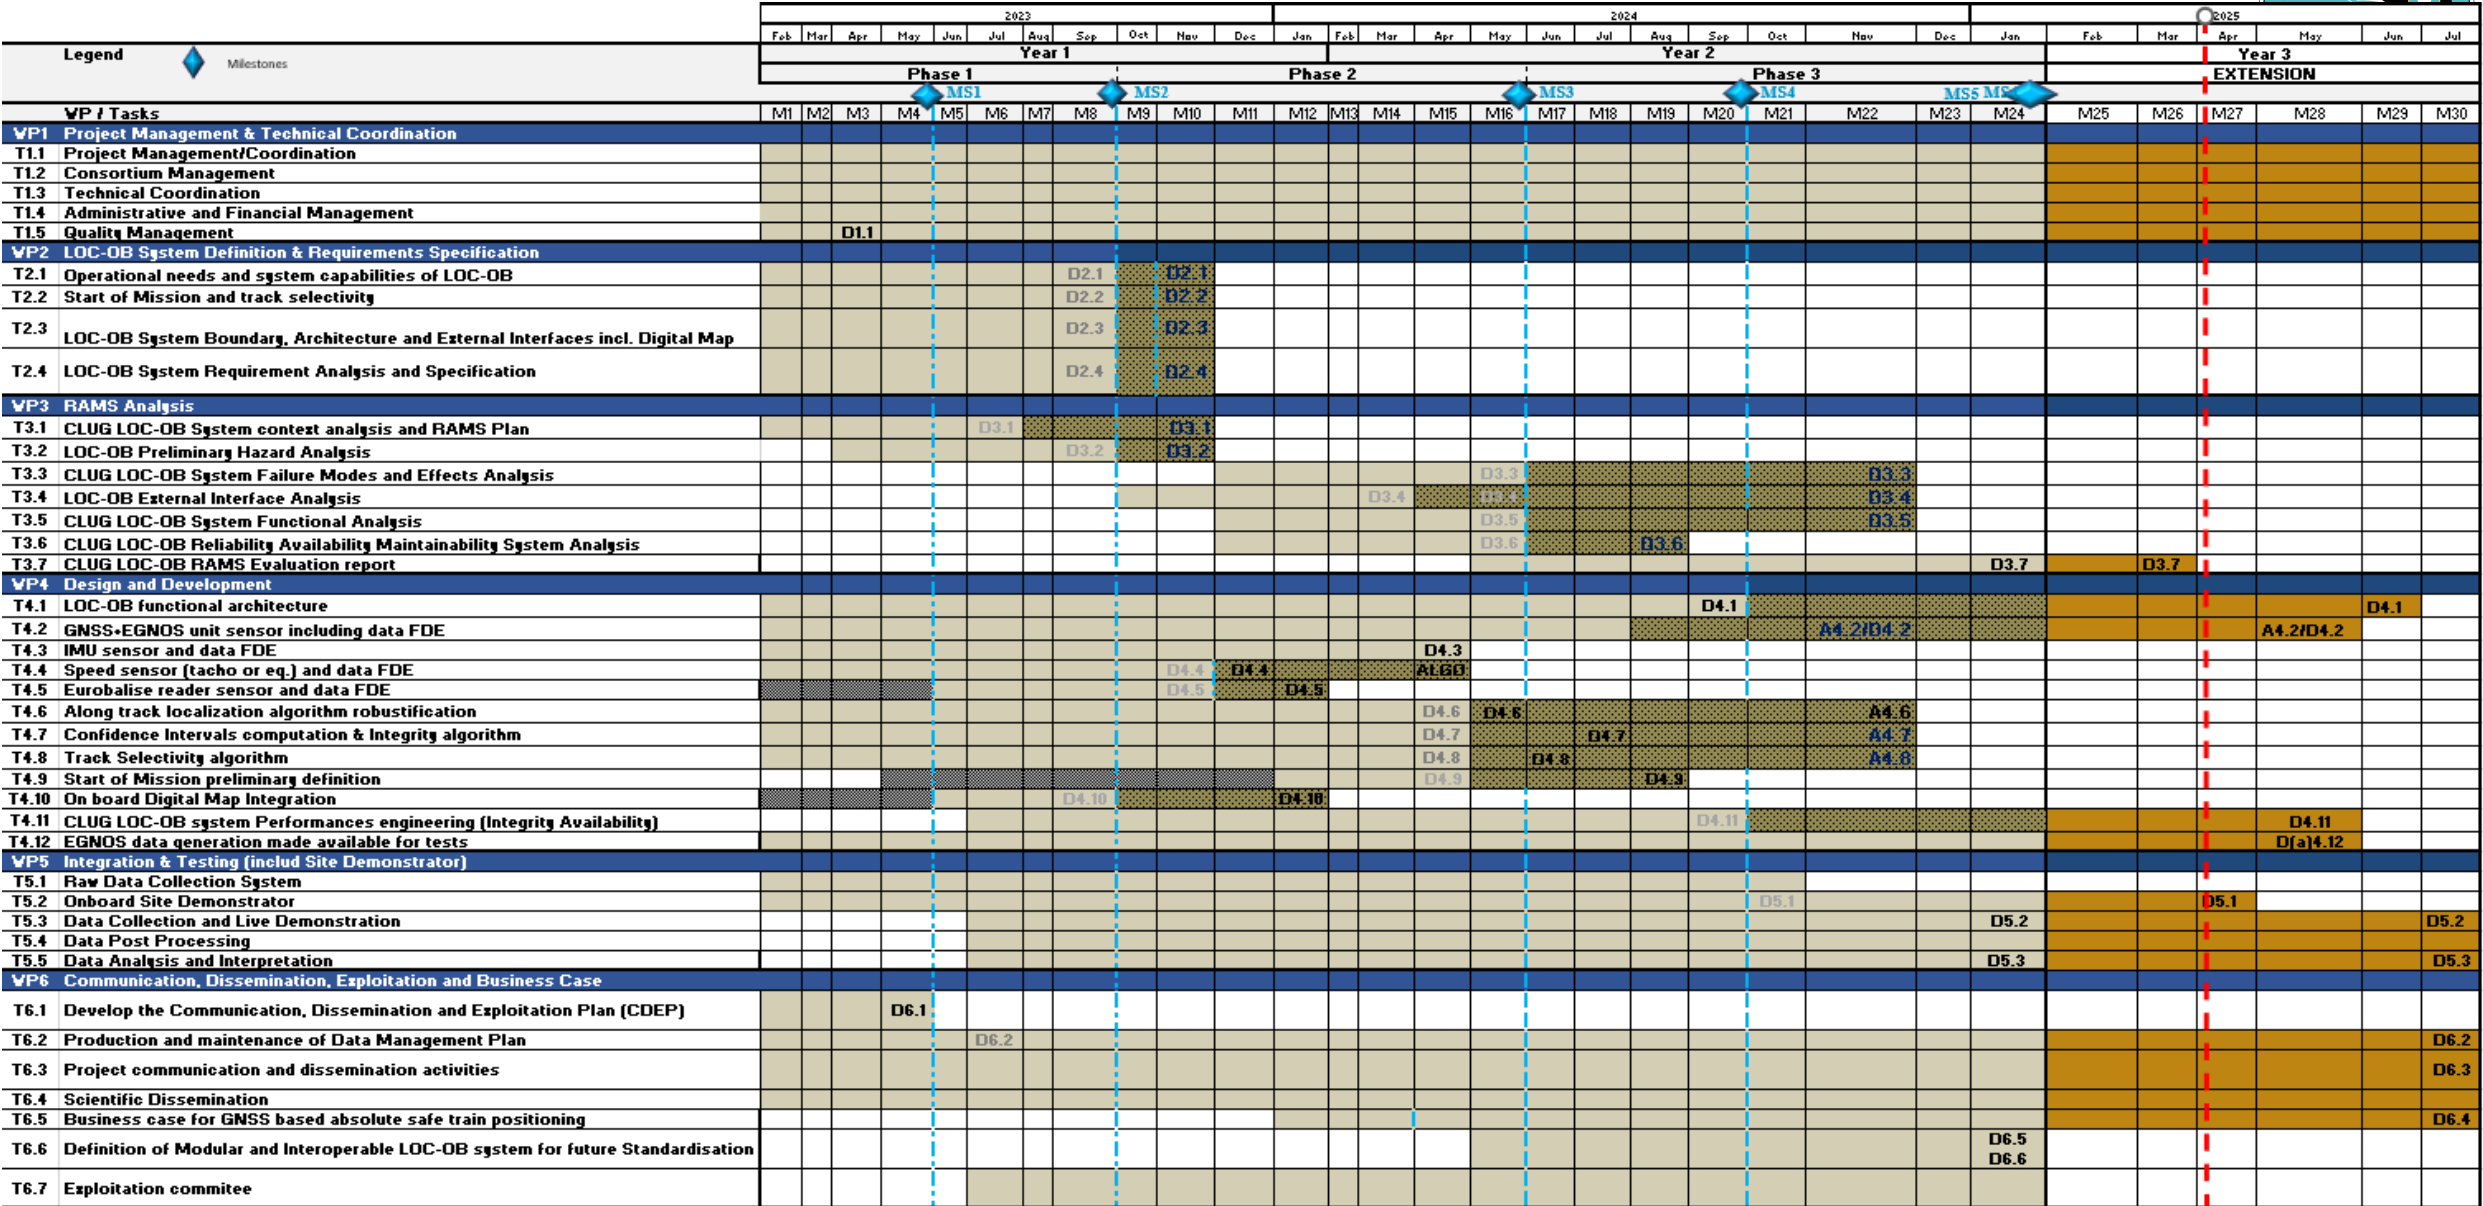 2023 2024 2025
Feb Mar Apr May Jun Jul Aug Sep Oct Nov Dec Jan Feb Mar Apr May Jun Jul Aug Sep Oct Nov Dec Jan Feb Mar Apr May Jun Jul
Legend Milestones Year 1 Year 2 Year 3
Phase 1 Phase 2 Phase 3 EXTENSION
MS1 MS2 MS3 MS4 MS5
WP / Tasks M1 M2 M3 M4 M5 M6 M7 M8 M9 M10 M11 M12 M13 M14 M15 M16 M17 M18 M19 M20 M21 M22 M23 M24 M25 M26 M27 M28 M29 M30
WP1 Project Management & Technical Coordination
T1.1 Project Management/Coordination
T1.2 Consortium Management
T1.3 Technical Coordination
T1.4 Administrative and Financial Management
T1.5 Quality Management D1.1
WP2 LOC-OB System Definition & Requirements Specification
T2.1 Operational needs and system capabilities of LOC-OB D2.1 D2.1
T2.2 Start of Mission and track selectivity D2.2 D2.2
T2.3 LOC-OB System Boundary, Architecture and External Interfaces incl. Digital Map D2.3 D2.3
T2.4 LOC-OB System Requirement Analysis and Specification D2.4 D2.4
WP3 RAMS Analysis
T3.1 CLUG LOC-OB System context analysis and RAMS Plan D3.1 D3.1
T3.2 LOC-OB Preliminary Hazard Analysis D3.2 D3.2
T3.3 CLUG LOC-OB System Failure Modes and Effects Analysis D3.3 D3.3
T3.4 LOC-OB External Interface Analysis D3.4 D3.4 D3.4
T3.5 CLUG LOC-OB System Functional Analysis D3.5 D3.5
T3.6 CLUG LOC-OB Reliability Availability Maintainability System Analysis D3.6 D3.6
T3.7 CLUG LOC-OB RAMS Evaluation report D3.7 D3.7
WP4 Design and Development
T4.1 LOC-OB functional architecture D4.1 D4.1
T4.2 GNSS+EGNOS unit sensor including data FDE A4.2/D4.2 A4.2/D4.2
T4.3 IMU sensor and data FDE D4.3
T4.4 Speed sensor (tacho or eq.) and data FDE D4.4 D4.4 ALGO
T4.5 Eurobalise reader sensor and data FDE D4.5 D4.5
T4.6 Along track localization algorithm robustification D4.6 D4.6 A4.6
T4.7 Confidence Intervals computation & Integrity algorithm D4.7 D4.7 A4.7
T4.8 Track Selectivity algorithm D4.8 D4.8 A4.8
T4.9 Start of Mission preliminary definition D4.9 D4.9
T4.10 On board Digital Map Integration D4.10 D4.10
T4.11 CLUG LOC-OB system Performances engineering (Integrity Availability) D4.11 D4.11
T4.12 EGNOS data generation made available for tests D(a)4.12
WP5 Integration & Testing (includ Site Demonstrator)
T5.1 Raw Data Collection System
T5.2 Onboard Site Demonstrator D5.1 D5.1
T5.3 Data Collection and Live Demonstration D5.2 D5.2
T5.4 Data Post Processing
T5.5 Data Analysis and Interpretation D5.3 D5.3
WP6 Communication, Dissemination, Exploitation and Business Case
T6.1 Develop the Communication, Dissemination and Exploitation Plan (CDEP) D6.1
T6.2 Production and maintenance of Data Management Plan D6.2 D6.2
T6.3 Project communication and dissemination activities D6.3
T6.4 Scientific Dissemination
T6.5 Business case for GNSS based absolute safe train positioning D6.4
T6.6 Definition of Modular and Interoperable LOC-OB system for future Standardisation D6.5
D6.6
T6.7 Exploitation commitee